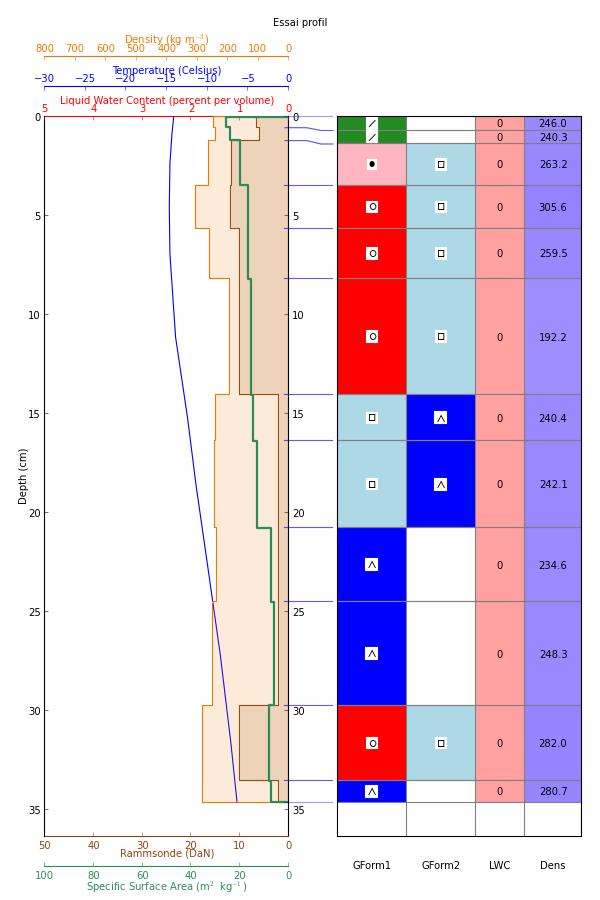 Essai profil
Density (kg m⁻³)
800 700 600 500 400 300 200 100 0
Temperature (Celsius)
−30 −25 −20 −15 −10 −5 0
Liquid Water Content (percent per volume)
5 4 3 2 1 0
0 0 246.0
0 240.3
0 263.2
5 5 0 305.6
0 259.5
10 10 0 192.2
15 15 0 240.4
0 242.1
20 20
0 234.6
25 25
0 248.3
30 30
0 282.0
0 280.7
35 35
Depth (cm)
50 40 30 20 10 0
Rammsonde (DaN)
100 80 60 40 20 0
Specific Surface Area (m² kg⁻¹)
GForm1 GForm2 LWC Dens